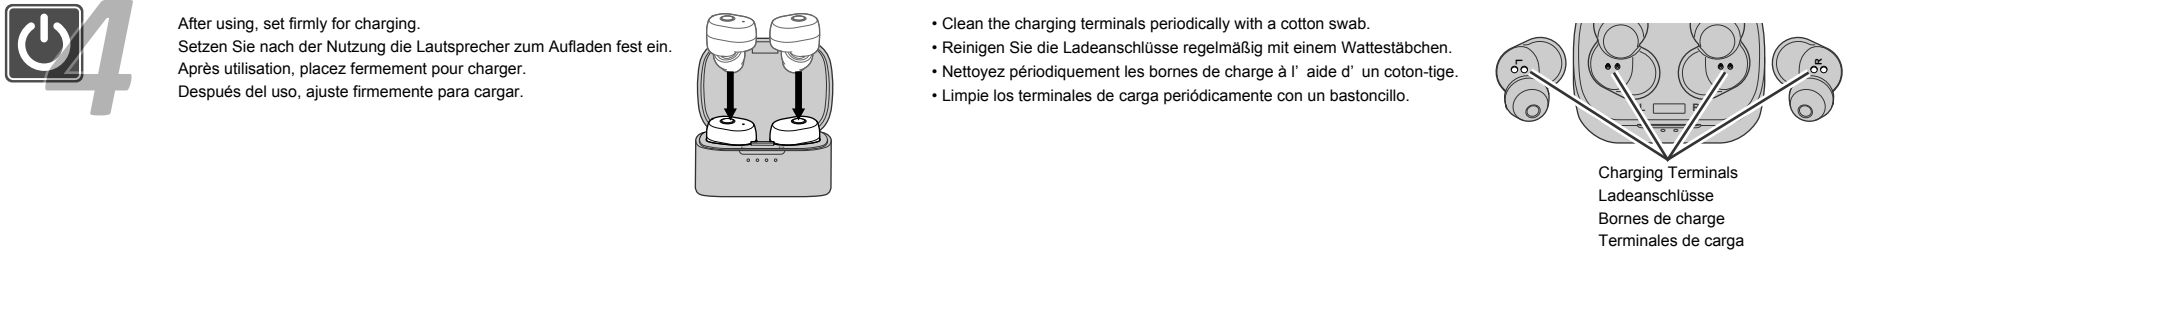 4
After using, set firmly for charging.
Setzen Sie nach der Nutzung die Lautsprecher zum Aufladen fest ein.
Après utilisation, placez fermement pour charger.
Después del uso, ajuste firmemente para cargar.
• Clean the charging terminals periodically with a cotton swab.
• Reinigen Sie die Ladeanschlüsse regelmäßig mit einem Wattestäbchen.
• Nettoyez périodiquement les bornes de charge à l’ aide d’ un coton-tige.
• Limpie los terminales de carga periódicamente con un bastoncillo.
L
R
L
R
Charging Terminals
Ladeanschlüsse
Bornes de charge
Terminales de carga